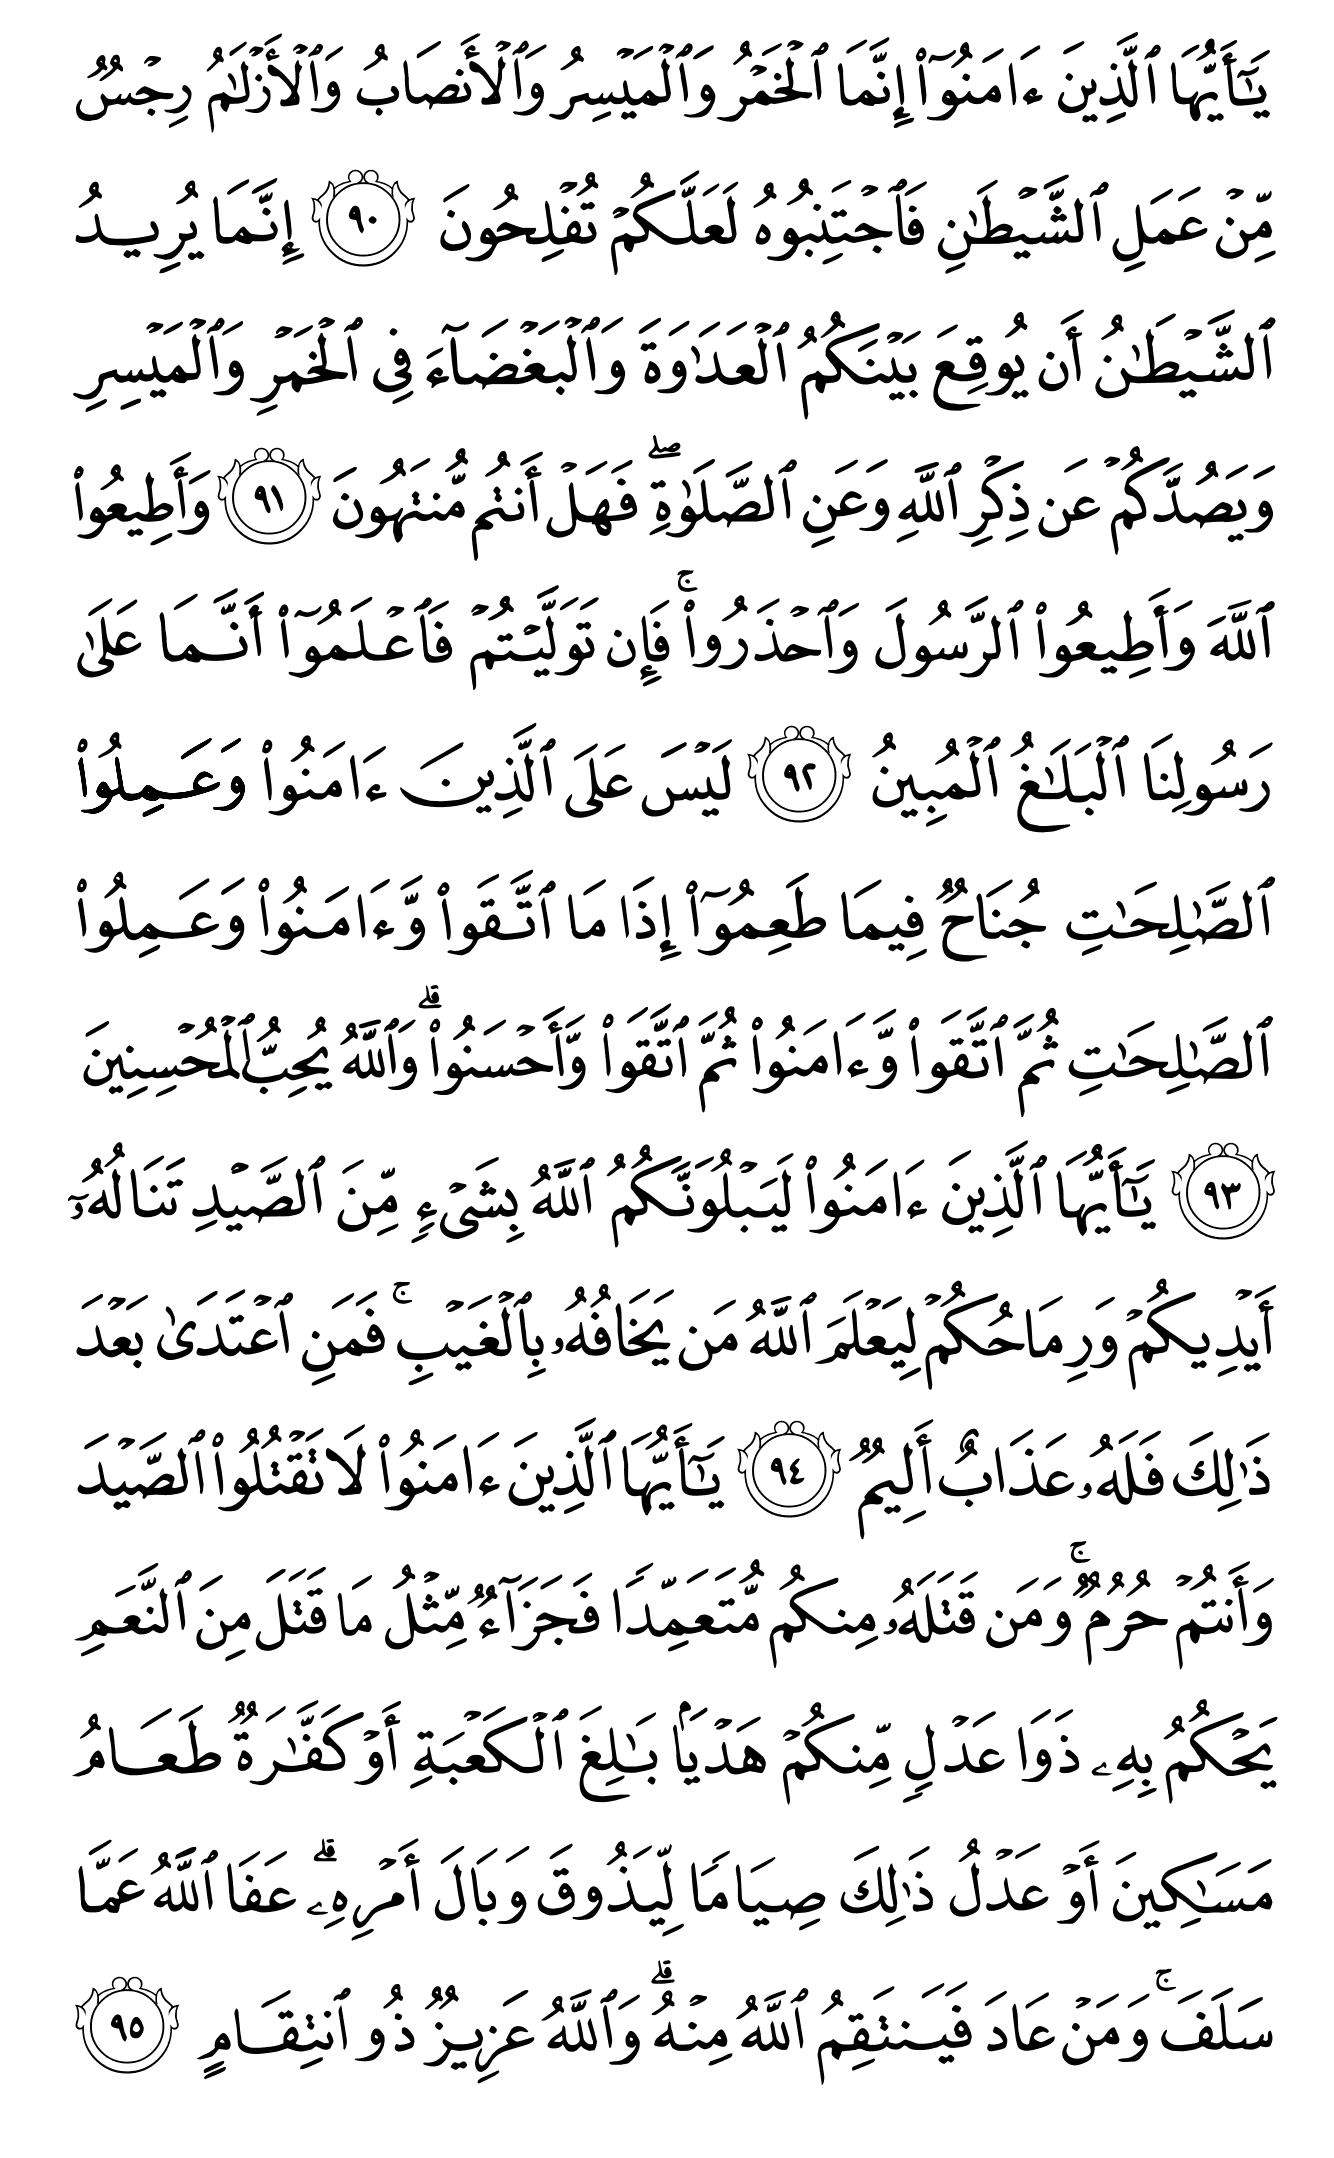 يَٰٓأَيُّهَا ٱلَّذِينَ ءَامَنُوٓاْ إِنَّمَا ٱلۡخَمۡرُ وَٱلۡمَيۡسِرُ وَٱلۡأَنصَابُ وَٱلۡأَزۡلَٰمُ رِجۡسٞ
مِّنۡ عَمَلِ ٱلشَّيۡطَٰنِ فَٱجۡتَنِبُوهُ لَعَلَّكُمۡ تُفۡلِحُونَ ٩٠ إِنَّمَا يُرِيدُ
ٱلشَّيۡطَٰنُ أَن يُوقِعَ بَيۡنَكُمُ ٱلۡعَدَٰوَةَ وَٱلۡبَغۡضَآءَ فِي ٱلۡخَمۡرِ وَٱلۡمَيۡسِرِ
وَيَصُدَّكُمۡ عَن ذِكۡرِ ٱللَّهِ وَعَنِ ٱلصَّلَوٰةِۖ فَهَلۡ أَنتُم مُّنتَهُونَ ٩١ وَأَطِيعُواْ
ٱللَّهَ وَأَطِيعُواْ ٱلرَّسُولَ وَٱحۡذَرُواْۚ فَإِن تَوَلَّيۡتُمۡ فَٱعۡلَمُوٓاْ أَنَّمَا عَلَىٰ
رَسُولِنَا ٱلۡبَلَٰغُ ٱلۡمُبِينُ ٩٢ لَيۡسَ عَلَى ٱلَّذِينَ ءَامَنُواْ وَعَمِلُواْ
ٱلصَّٰلِحَٰتِ جُنَاحٞ فِيمَا طَعِمُوٓاْ إِذَا مَا ٱتَّقَواْ وَّءَامَنُواْ وَعَمِلُواْ
ٱلصَّٰلِحَٰتِ ثُمَّ ٱتَّقَواْ وَّءَامَنُواْ ثُمَّ ٱتَّقَواْ وَّأَحۡسَنُواْۗ وَٱللَّهُ يُحِبُّ ٱلۡمُحۡسِنِينَ
٩٣ يَٰٓأَيُّهَا ٱلَّذِينَ ءَامَنُواْ لَيَبۡلُوَنَّكُمُ ٱللَّهُ بِشَيۡءٖ مِّنَ ٱلصَّيۡدِ تَنَالُهُۥٓ
أَيۡدِيكُمۡ وَرِمَاحُكُمۡ لِيَعۡلَمَ ٱللَّهُ مَن يَخَافُهُۥ بِٱلۡغَيۡبِۚ فَمَنِ ٱعۡتَدَىٰ بَعۡدَ
ذَٰلِكَ فَلَهُۥ عَذَابٌ أَلِيمٞ ٩٤ يَٰٓأَيُّهَا ٱلَّذِينَ ءَامَنُواْ لَا تَقۡتُلُواْ ٱلصَّيۡدَ
وَأَنتُمۡ حُرُمٞۚ وَمَن قَتَلَهُۥ مِنكُم مُّتَعَمِّدٗا فَجَزَآءٞ مِّثۡلُ مَا قَتَلَ مِنَ ٱلنَّعَمِ
يَحۡكُمُ بِهِۦ ذَوَا عَدۡلٖ مِّنكُمۡ هَدۡيَۢا بَٰلِغَ ٱلۡكَعۡبَةِ أَوۡ كَفَّٰرَةٞ طَعَامُ
مَسَٰكِينَ أَوۡ عَدۡلُ ذَٰلِكَ صِيَامٗا لِّيَذُوقَ وَبَالَ أَمۡرِهِۦۗ عَفَا ٱللَّهُ عَمَّا
سَلَفَۚ وَمَنۡ عَادَ فَيَنتَقِمُ ٱللَّهُ مِنۡهُۗ وَٱللَّهُ عَزِيزٞ ذُو ٱنتِقَامٍ ٩٥